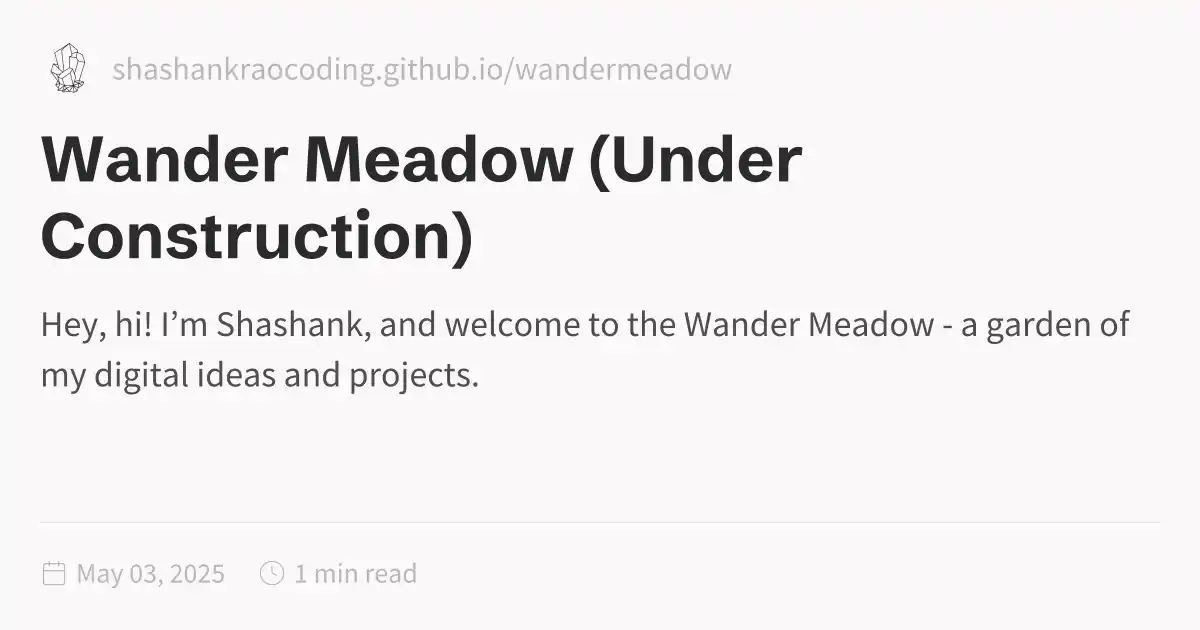 shashankraocoding.github.io/wandermeadow
Wander Meadow (Under
Construction)
Hey, hi! I’m Shashank, and welcome to the Wander Meadow - a garden of
my digital ideas and projects.
May 03, 2025 1 min read